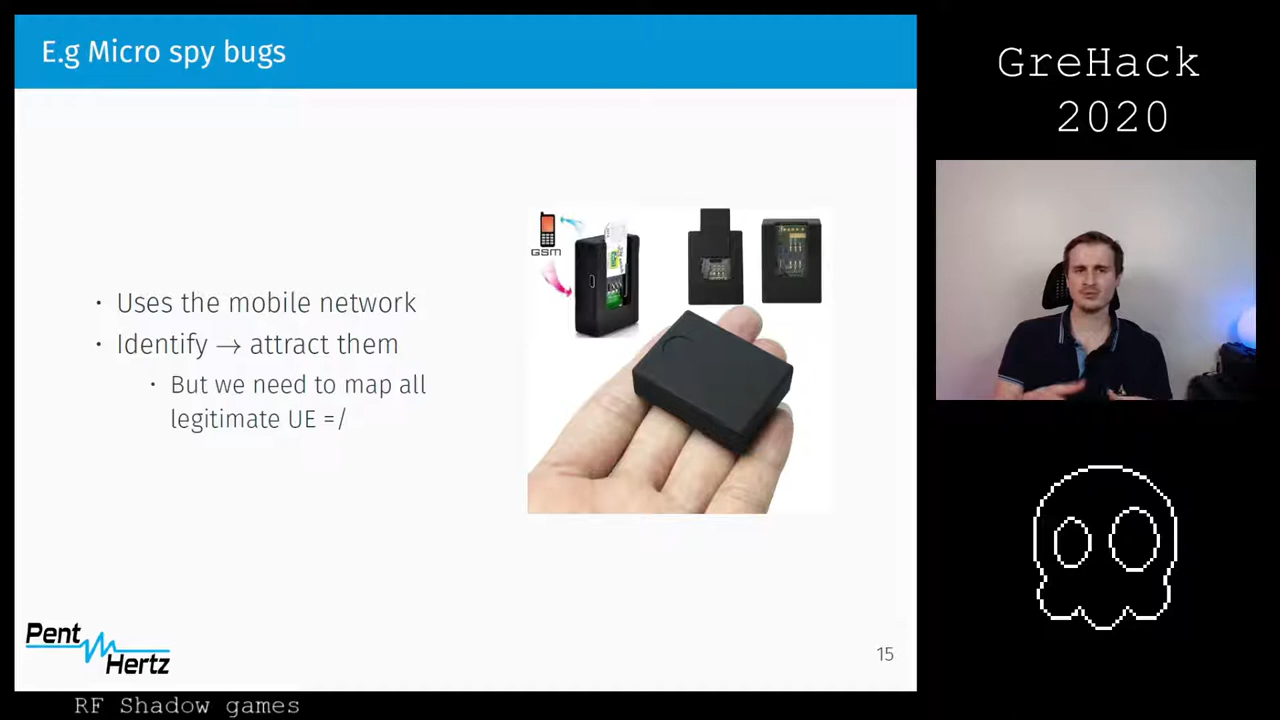 E.g Micro spy bugs
GreHack
2020
GSM
• Uses the mobile network
• Identify → attract them
• But we need to map all
legitimate UE =/
Pent
Hertz
15
RF Shadow games